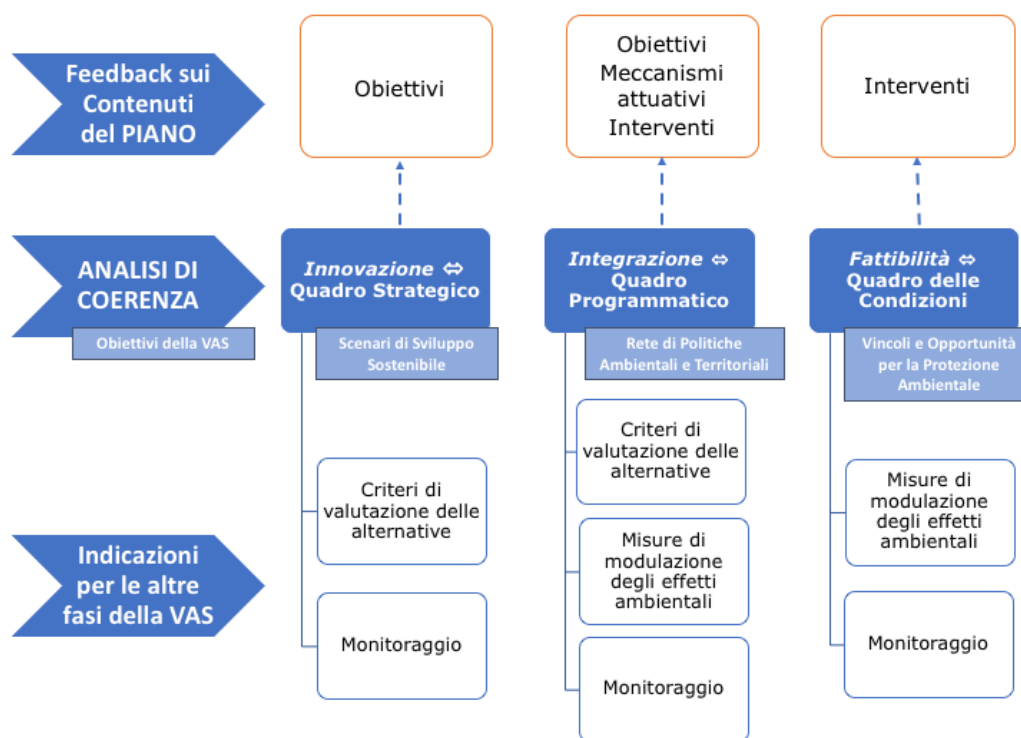 Feedback sui
Contenuti
del PIANO
Obiettivi
Obiettivi
Meccanismi
attuativi
Interventi
Interventi
ANALISI DI
COERENZA
Obiettivi della VAS
Innovazione ⇔
Quadro Strategico
Scenari di Sviluppo
Sostenibile
Integrazione ⇔
Quadro
Programmatico
Rete di Politiche
Ambientali e Territoriali
Fattibilità ⇔
Quadro delle
Condizioni
Vincoli e Opportunità
per la Protezione
Ambientale
Indicazioni
per le altre
fasi della VAS
Criteri di
valutazione delle
alternative
Monitoraggio
Criteri di
valutazione delle
alternative
Misure di
modulazione
degli effetti
ambientali
Monitoraggio
Misure di
modulazione
degli effetti
ambientali
Monitoraggio